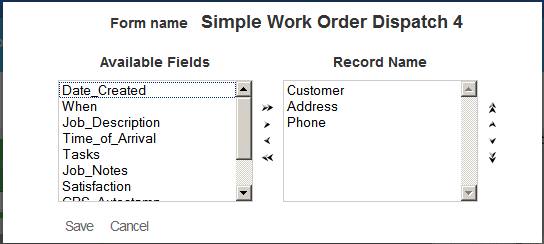 Form name Simple Work Order Dispatch 4
Available Fields Record Name
Date_Created
When
Job_Description
Time_of_Arrival
Tasks
Job_Notes
Satisfaction
GPS_Autostamp
Customer
Address
Phone
Save Cancel